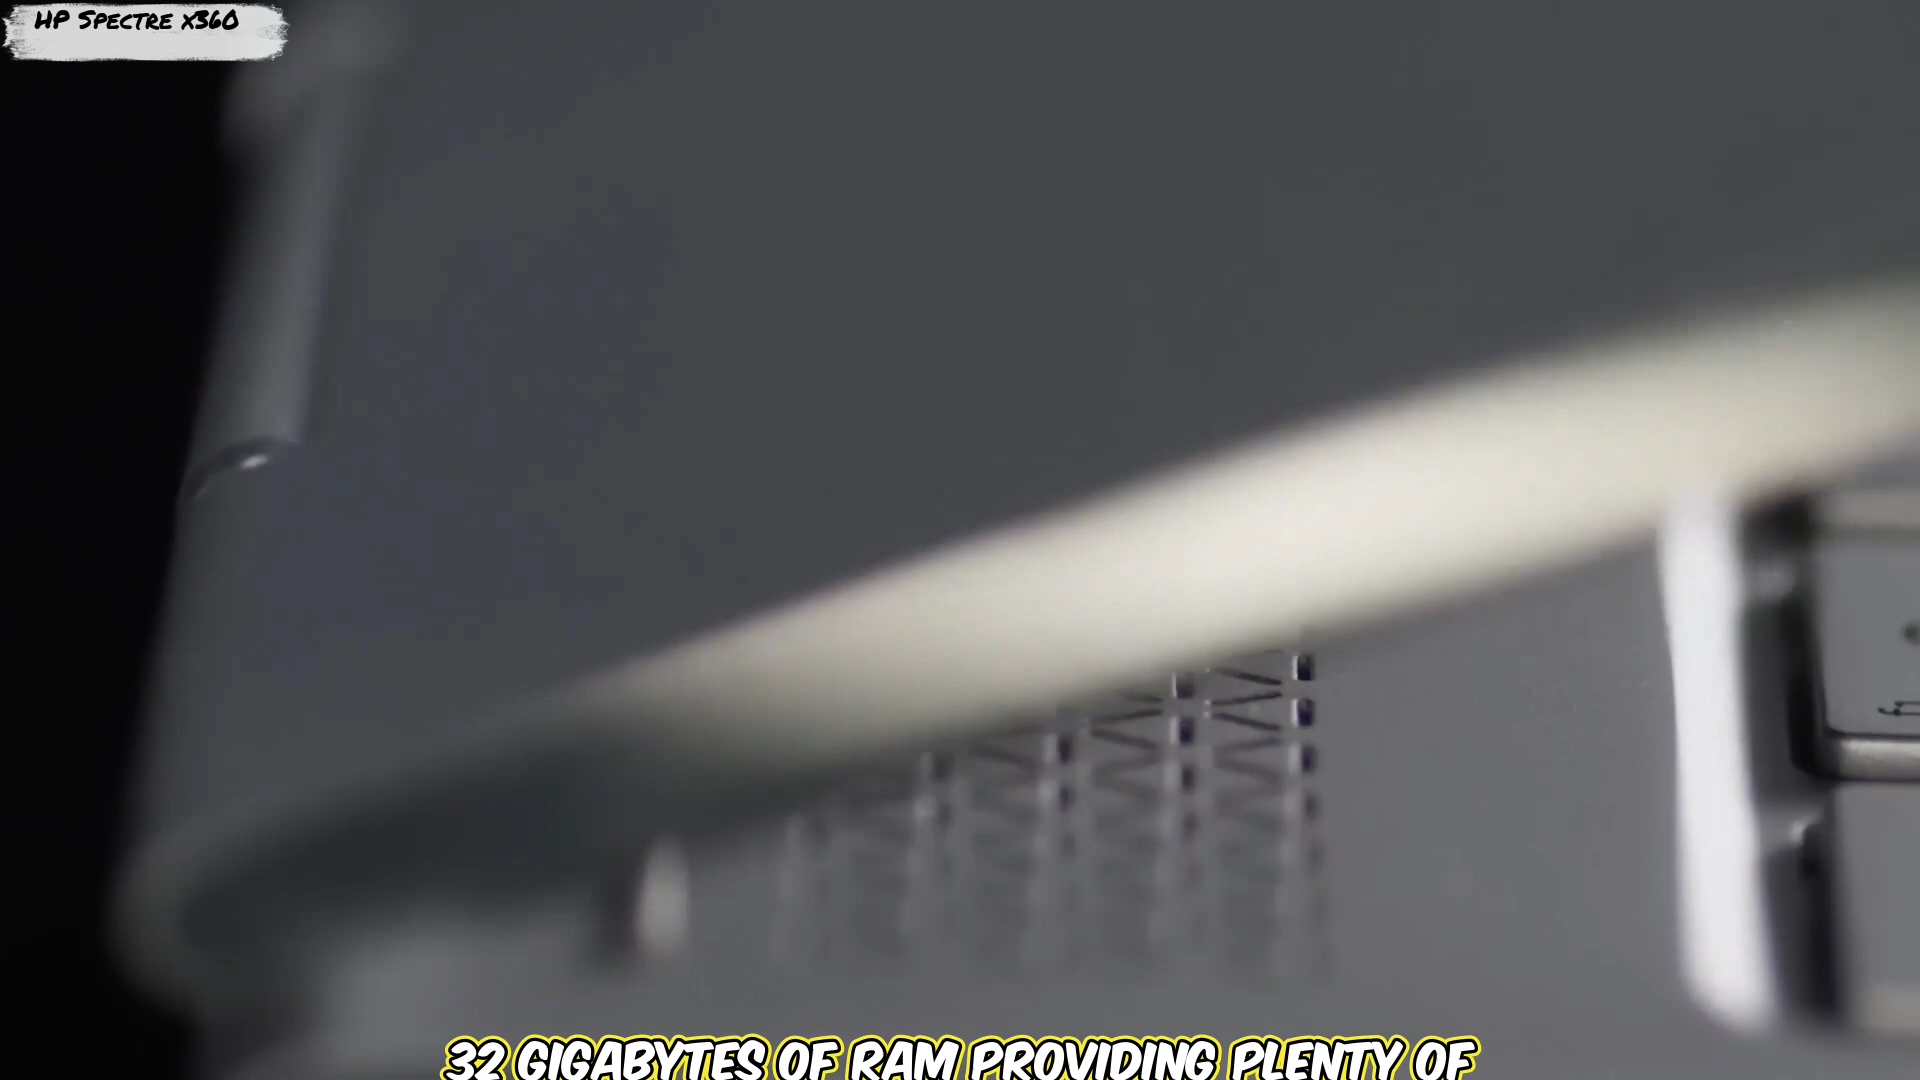 HP Spectre x360
32 GIGABYTES OF RAM PROVIDING PLENTY OF